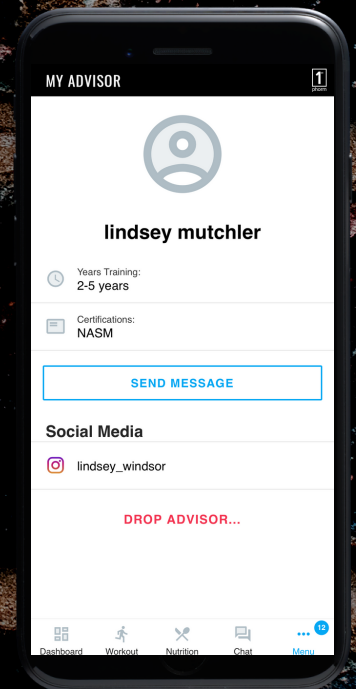 MY ADVISOR
1
phorm
lindsey mutchler
Years Training:
2-5 years
Certifications:
NASM
SEND MESSAGE
Social Media
lindsey_windsor
DROP ADVISOR...
12
Dashboard Workout Nutrition Chat Menu